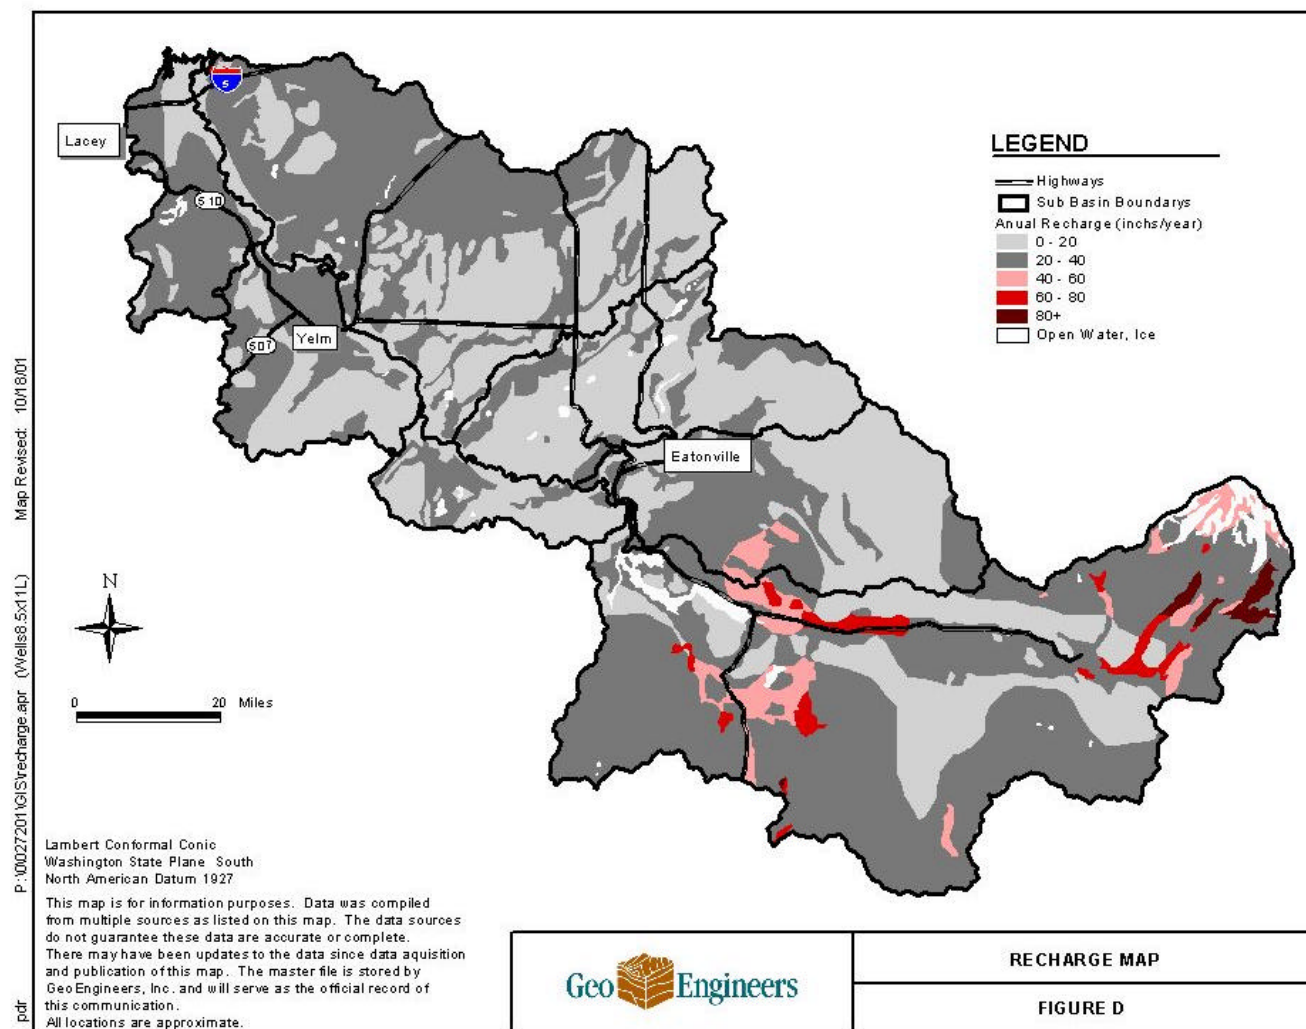 Lacey
5
510
507
Yelm
Eatonville
LEGEND
Highways
Sub Basin Boundarys
Anual Recharge (inchs/year)
0 - 20
20 - 40
40 - 60
60 - 80
80+
Open Water, Ice
N
0 20 Miles
Lambert Conformal Conic
Washington State Plane South
North American Datum 1927
This map is for information purposes. Data was compiled
from multiple sources as listed on this map. The data sources
do not guarantee these data are accurate or complete.
There may have been updates to the data since data aquisition
and publication of this map. The master file is stored by
GeoEngineers, Inc. and will serve as the official record of
this communication.
All locations are approximate.
pdr P:\0\027201\GIS\recharge.apr (Wells8.5x11L) Map Revised: 10/18/01
Geo Engineers
RECHARGE MAP
FIGURE D